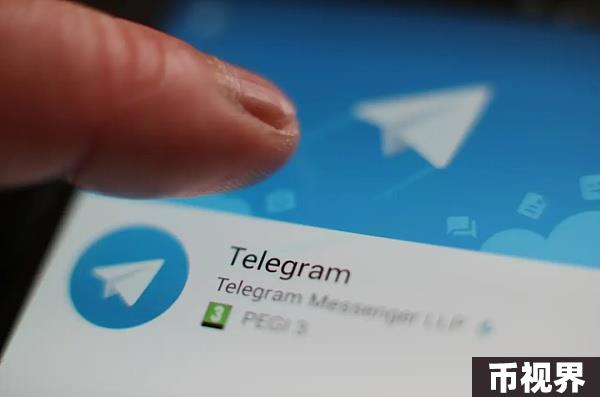 Telegram
Telegram Messenger LLP
3 PEGI 3
币视界